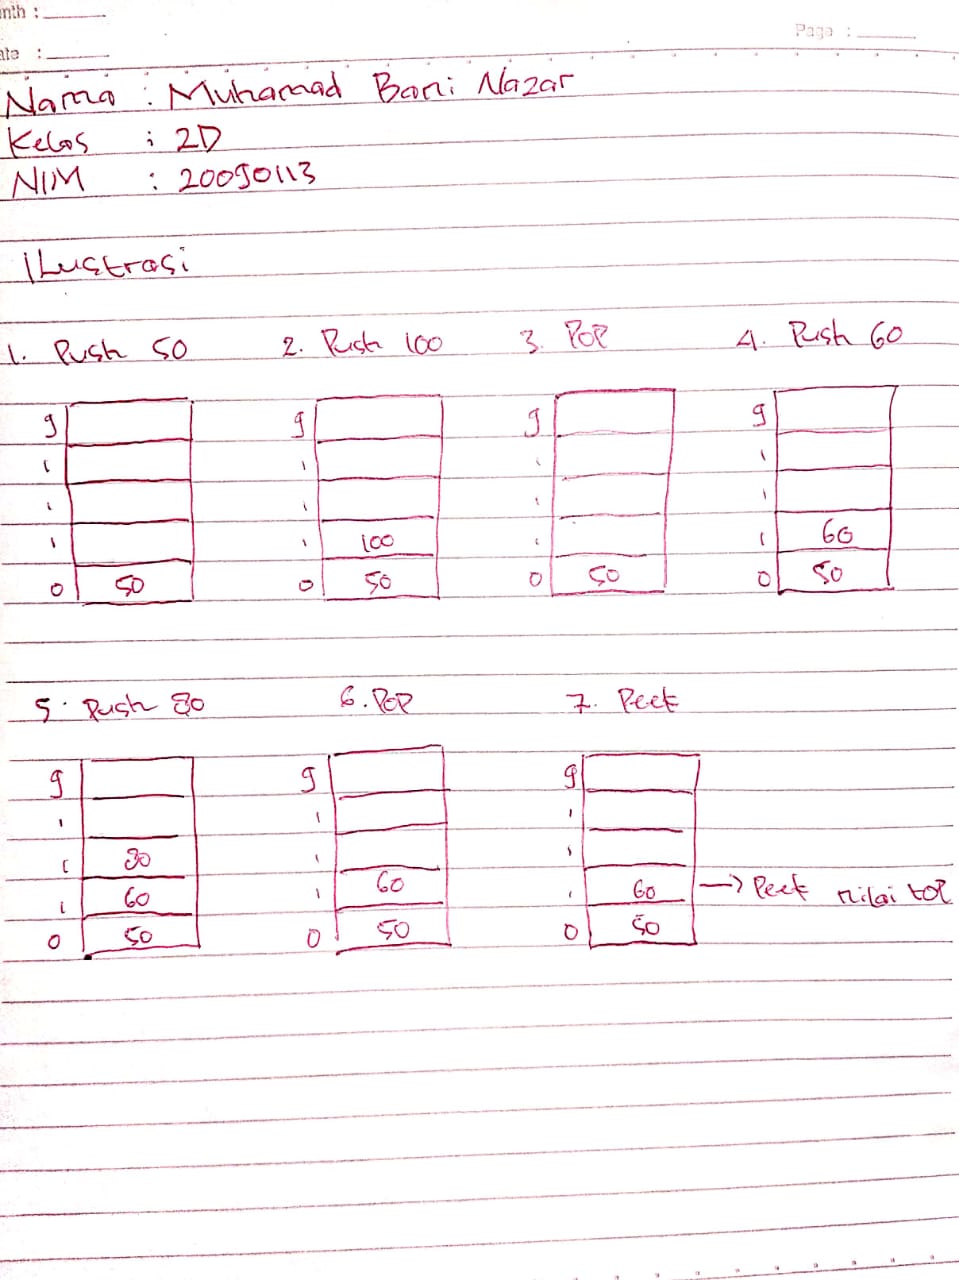 nth :
Page :
ate :
Nama : Muhamad Bani Nazar
Kelas : 2D
NIM : 20090113
ILustrasi
1. Push 50 2. Push 100 3. POP 4. Push 60
9 9 9 9
100 60
0 50 0 50 0 50 0 50
5. Push 80 6. POP 7. Peek
9 9 9
80
60 60 60 → Peek nilai top
0 50 0 50 0 50